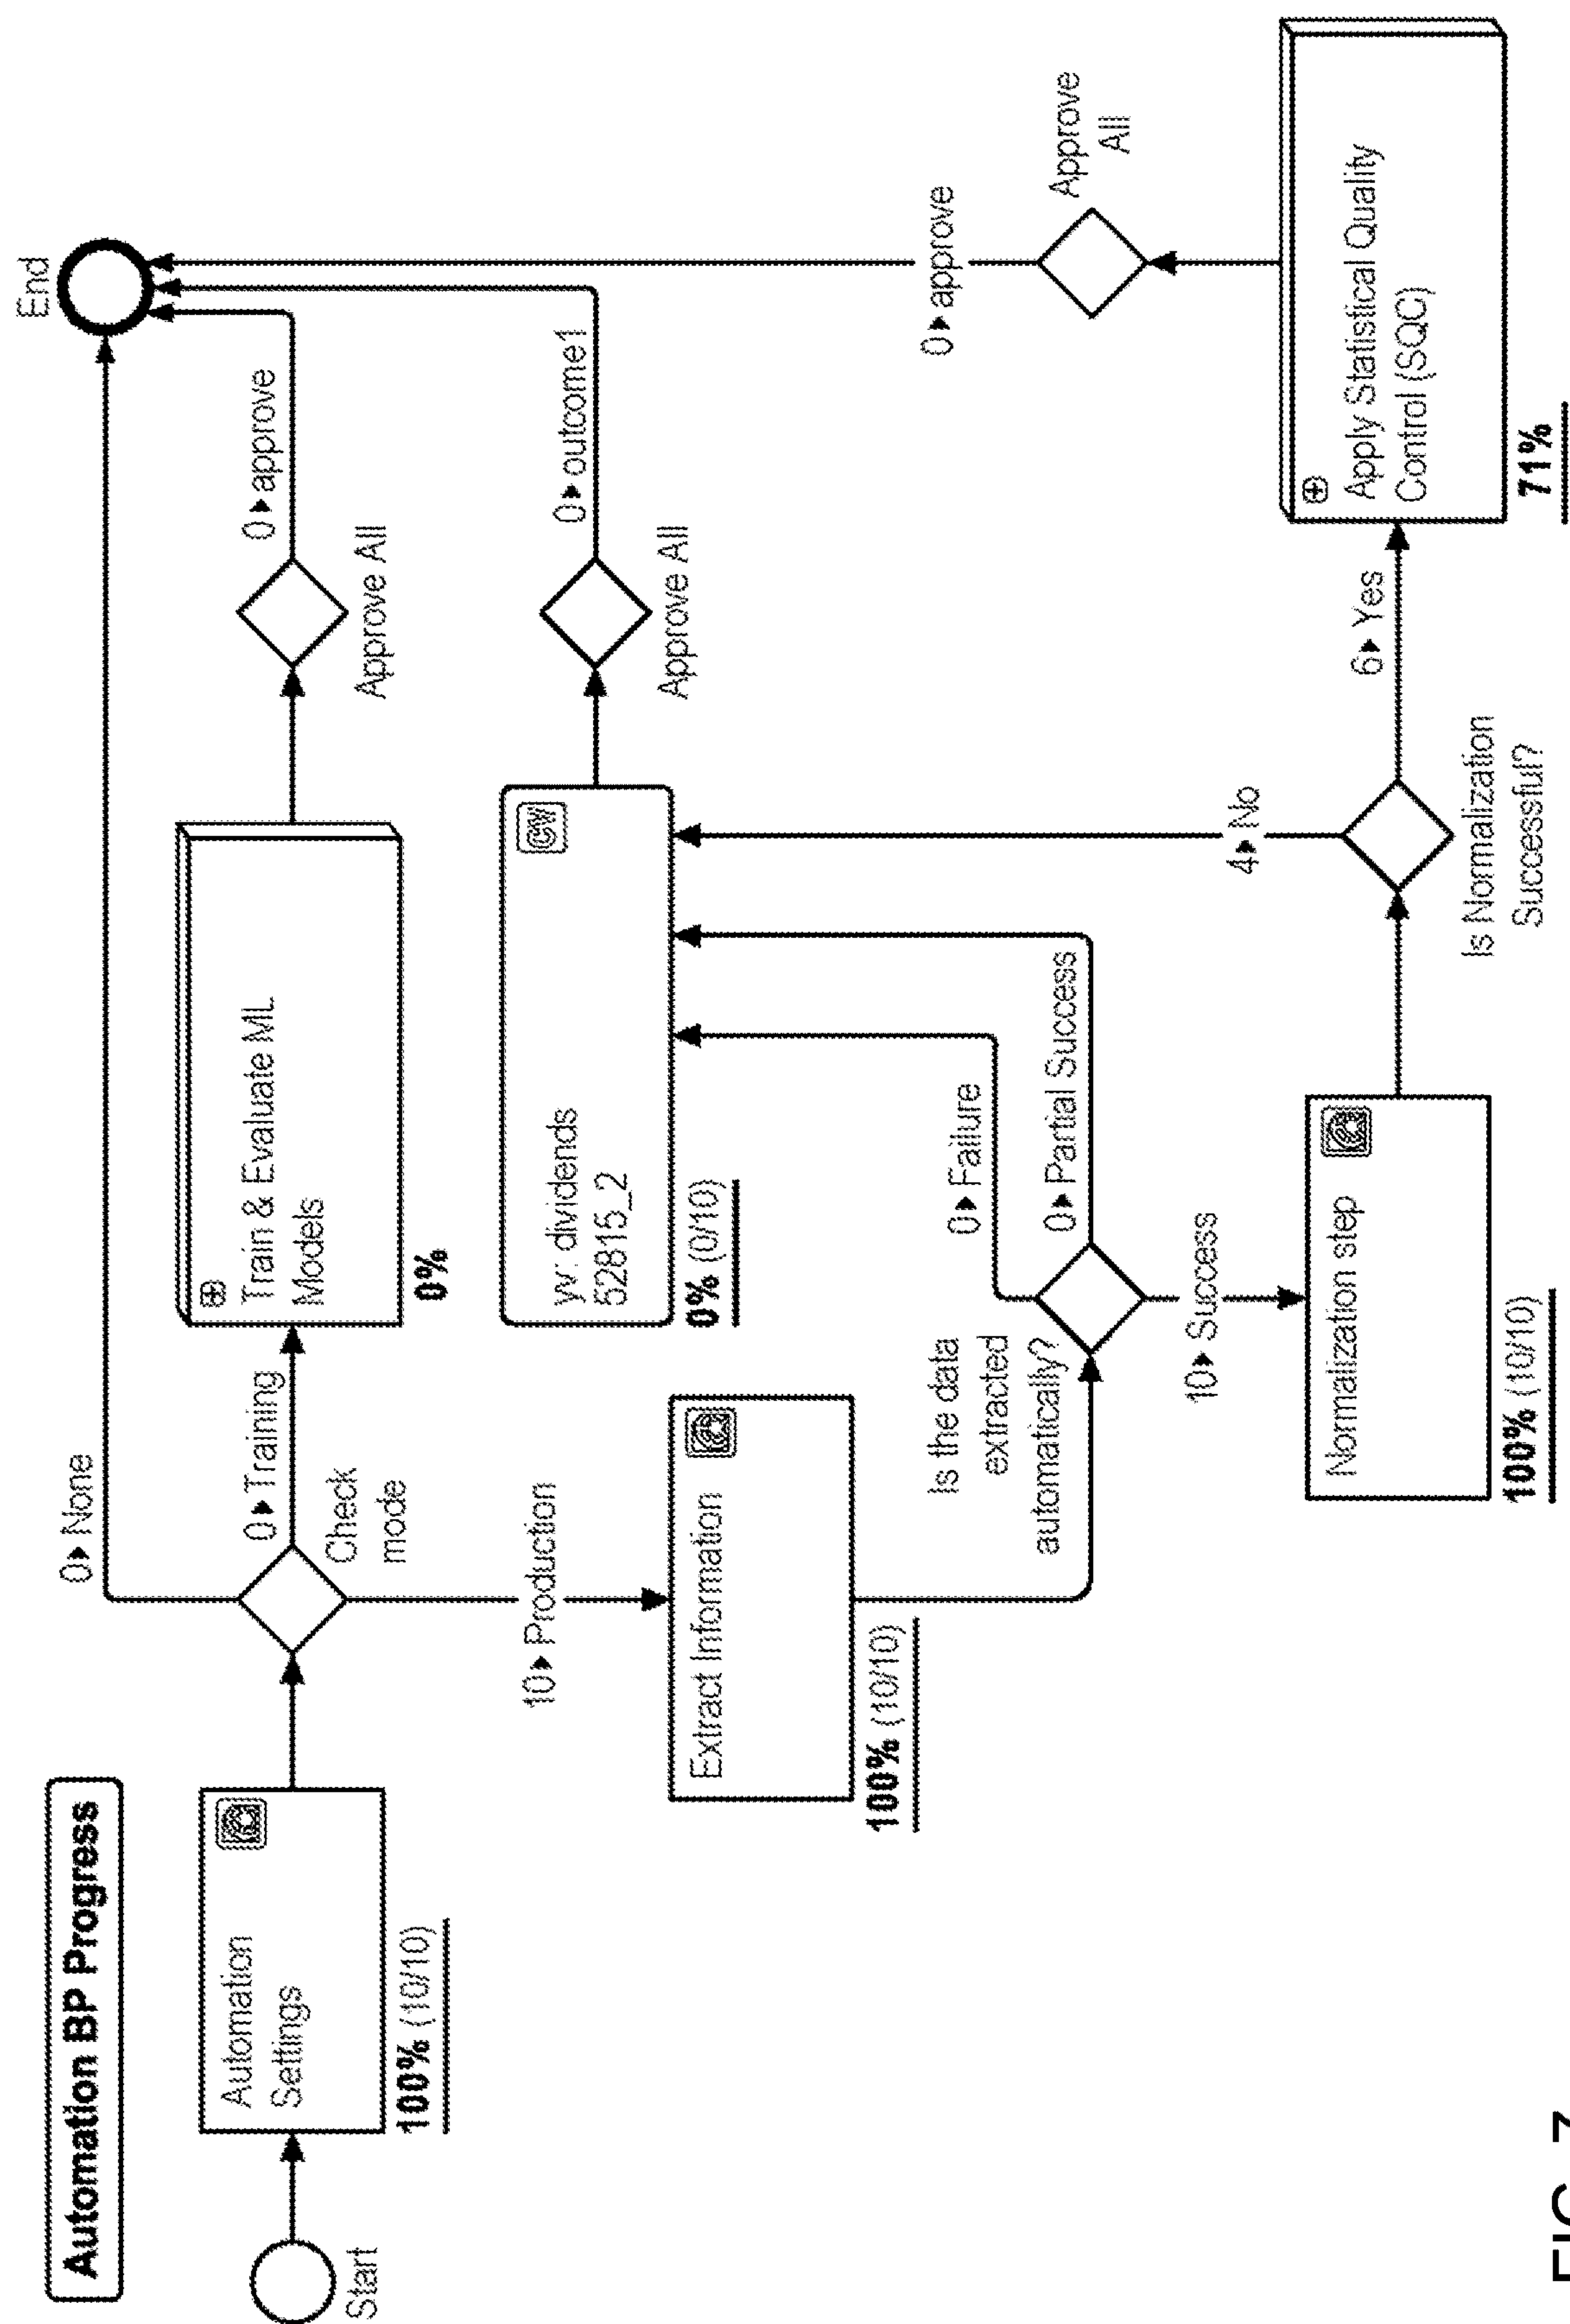 Automation BP Progress
Start
Automation
Settings
100% (10/10)
0▸ None
0▸ Training
Check
mode
10▸ Production
Train & Evaluate ML
Models
0%
Approve All
0▸ approve
End
Extract Information
100% (10/10)
yv: dividends
52815_2
0% (0/10)
CW
Approve All
0▸ outcome1
Is the data
extracted
automatically?
0▸ Failure
0▸ Partial Success
10▸ Success
Normalization step
100% (10/10)
Is Normalization
Successful?
4▸ No
6▸ Yes
Apply Statistical Quality
Control (SQC)
71%
Approve
All
0▸ approve